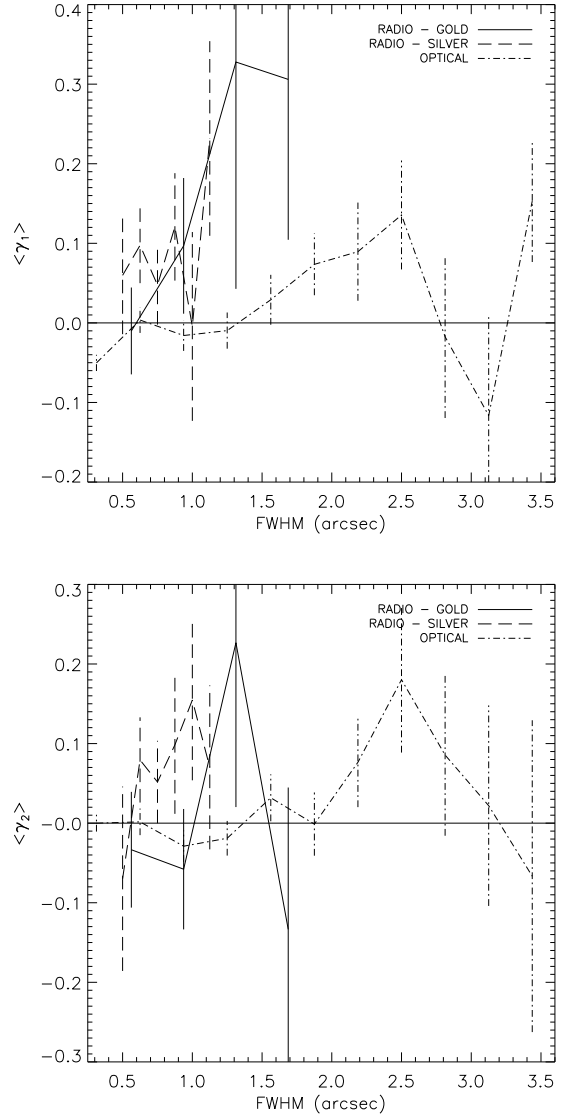 0.4
RADIO - GOLD
RADIO - SILVER
OPTICAL
0.3
0.2
0.1
0.0
-0.1
-0.2
<γ₁>
0.5 1.0 1.5 2.0 2.5 3.0 3.5
FWHM (arcsec)
0.3
RADIO - GOLD
RADIO - SILVER
OPTICAL
0.2
0.1
-0.0
-0.1
-0.2
-0.3
<γ₂>
0.5 1.0 1.5 2.0 2.5 3.0 3.5
FWHM (arcsec)